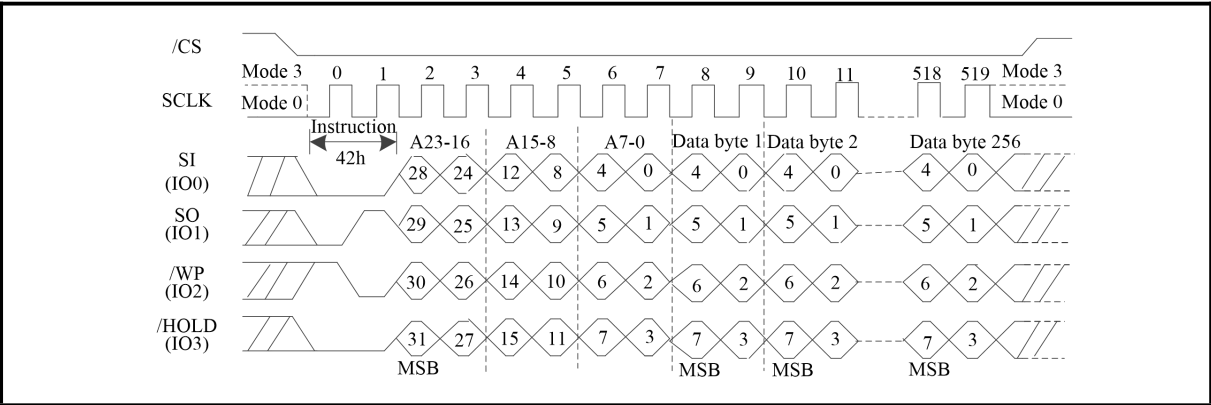 /CS
Mode 3 0 1 2 3 4 5 6 7 8 9 10 11 518 519 Mode 3
SCLK Mode 0 Mode 0
Instruction
42h
A23-16 A15-8 A7-0 Data byte 1 Data byte 2 Data byte 256
SI
(IO0)
28 24 12 8 4 0 4 0 4 0 4 0
SO
(IO1)
29 25 13 9 5 1 5 1 5 1 5 1
/WP
(IO2)
30 26 14 10 6 2 6 2 6 2 6 2
/HOLD
(IO3)
31 27 15 11 7 3 7 3 7 3 7 3
MSB MSB MSB MSB